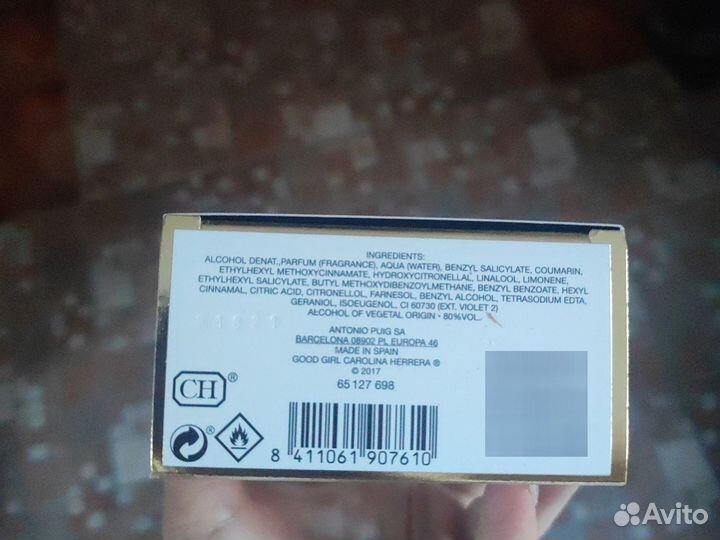 INGREDIENTS:
ALCOHOL DENAT., PARFUM (FRAGRANCE), AQUA (WATER), BENZYL SALICYLATE, COUMARIN,
ETHYLHEXYL METHOXYCINNAMATE, HYDROXYCITRONELLAL, LINALOOL, LIMONENE,
ETHYLHEXYL SALICYLATE, BUTYL METHOXYDIBENZOYLMETHANE, BENZYL BENZOATE, HEXYL
CINNAMAL, CITRIC ACID, CITRONELLOL, FARNESOL, BENZYL ALCOHOL, TETRASODIUM EDTA,
GERANIOL, ISOEUGENOL, CI 60730 (EXT. VIOLET 2)
ALCOHOL OF VEGETAL ORIGIN - 80%VOL
ANTONIO PUIG SA
BARCELONA 08902 PL EUROPA 46
MADE IN SPAIN
GOOD GIRL CAROLINA HERRERA ®
© 2017
65 127 698
CH ®
®
8 411061 907610
Avito